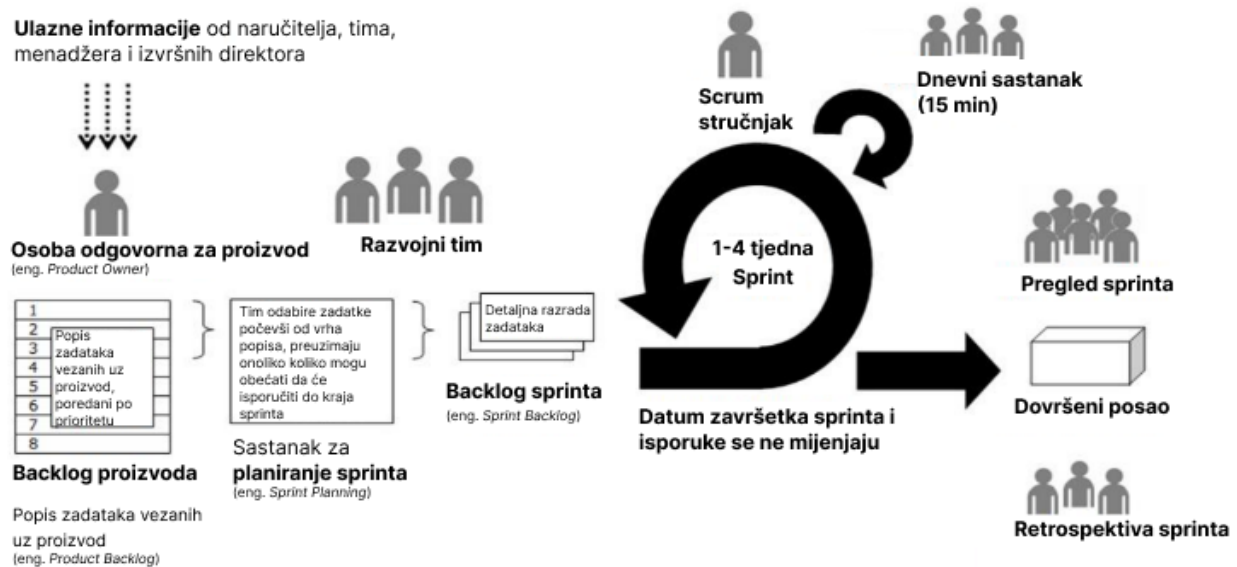 Ulazne informacije od naručitelja, tima,
menadžera i izvršnih direktora
Osoba odgovorna za proizvod
(eng. Product Owner)
Razvojni tim
Scrum
stručnjak
Dnevni sastanak
(15 min)
1-4 tjedna
Sprint
Pregled sprinta
1
2
3
4
5
6
7
8
Popis
zadataka
vezanih uz
proizvod,
poredani po
prioritetu
Backlog proizvoda
Popis zadataka vezanih
uz proizvod
(eng. Product Backlog)
Tim odabire zadatke
počevši od vrha
popisa, preuzimaju
onoliko koliko mogu
obećati da će
isporučiti do kraja
sprinta
Sastanak za
planiranje sprinta
(eng. Sprint Planning)
Detaljna razrada
zadataka
Backlog sprinta
(eng. Sprint Backlog)
Datum završetka sprinta i
isporuke se ne mijenjaju
Dovršeni posao
Retrospektiva sprinta